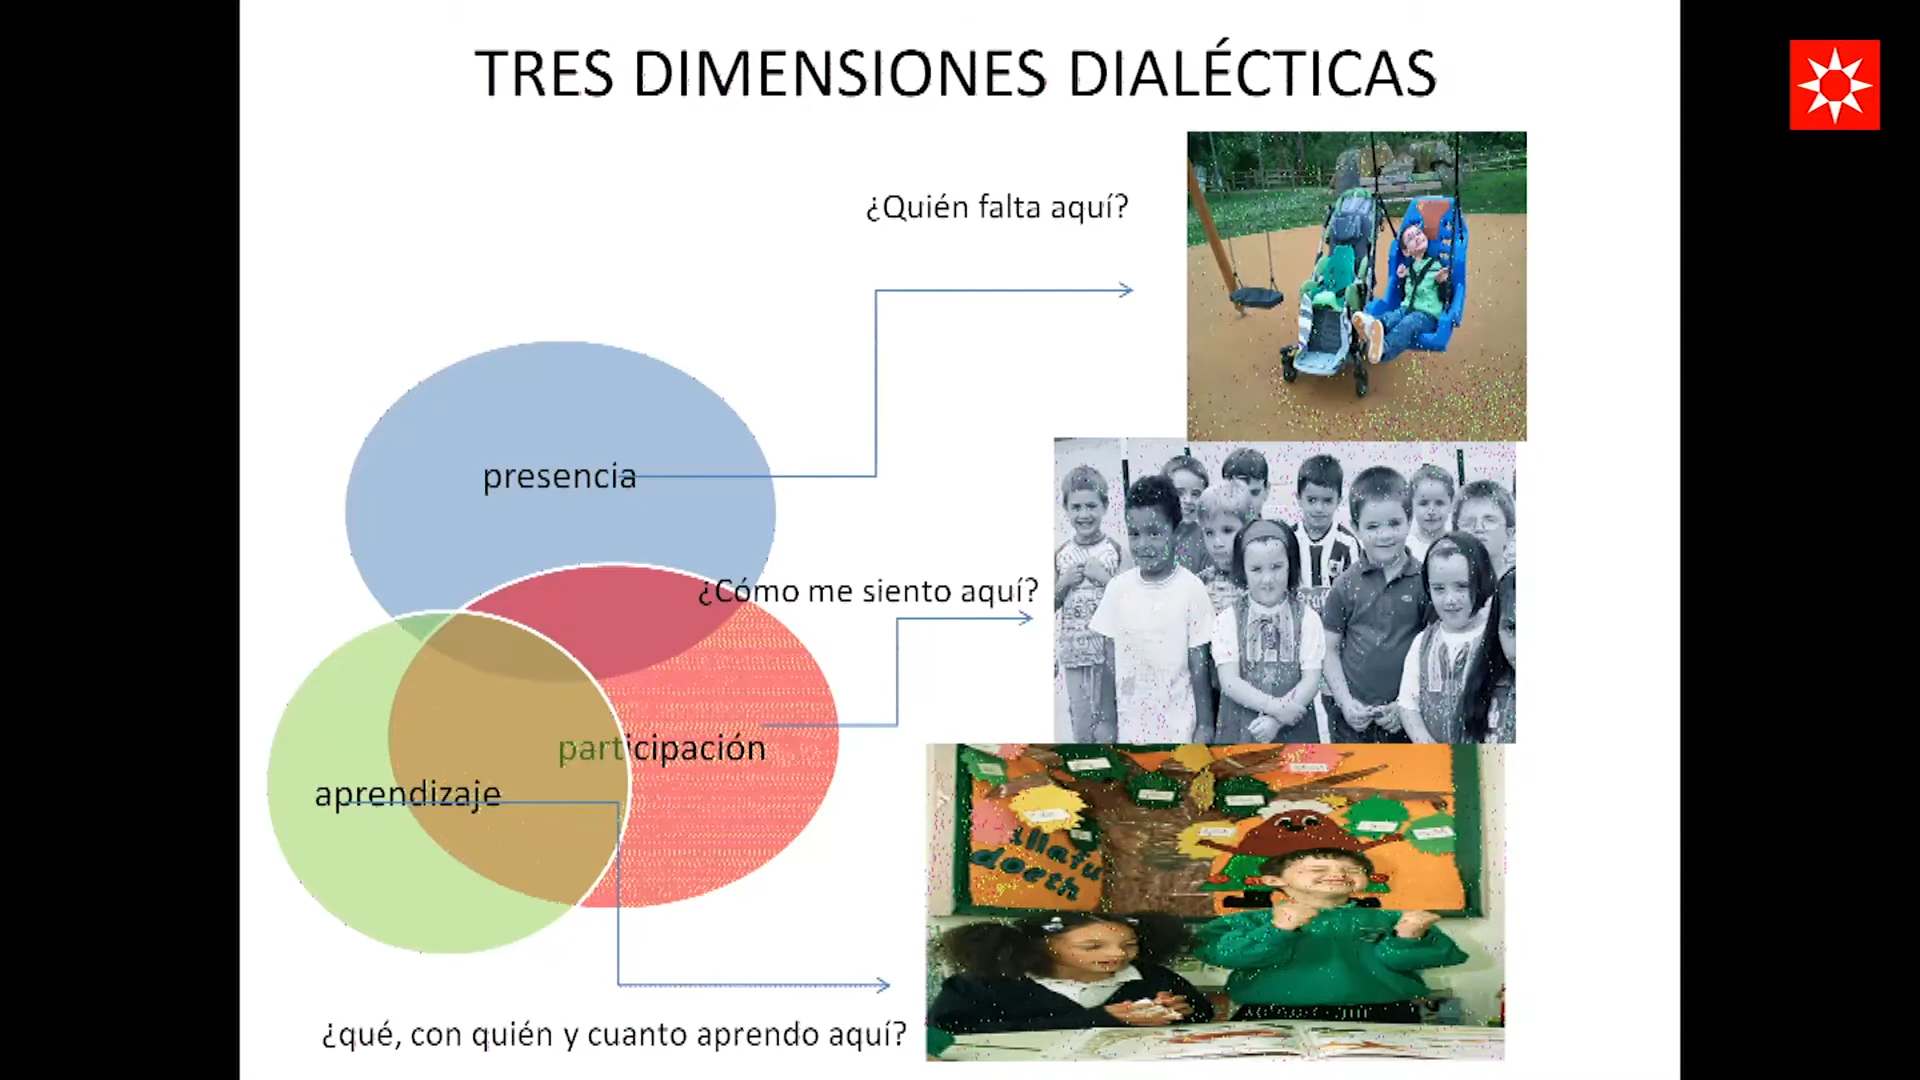 TRES DIMENSIONES DIALÉCTICAS
¿Quién falta aquí?
presencia
¿Cómo me siento aquí?
participación
aprendizaje
¿qué, con quién y cuanto aprendo aquí?
doeth